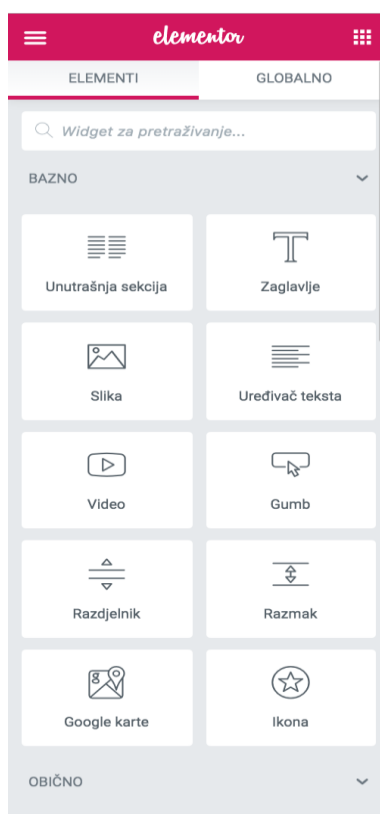 elementor
ELEMENTI GLOBALNO
Widget za pretraživanje...
BAZNO
Unutrašnja sekcija Zaglavlje
Slika Uređivač teksta
Video Gumb
Razdjelnik Razmak
Google karte Ikona
OBIČNO